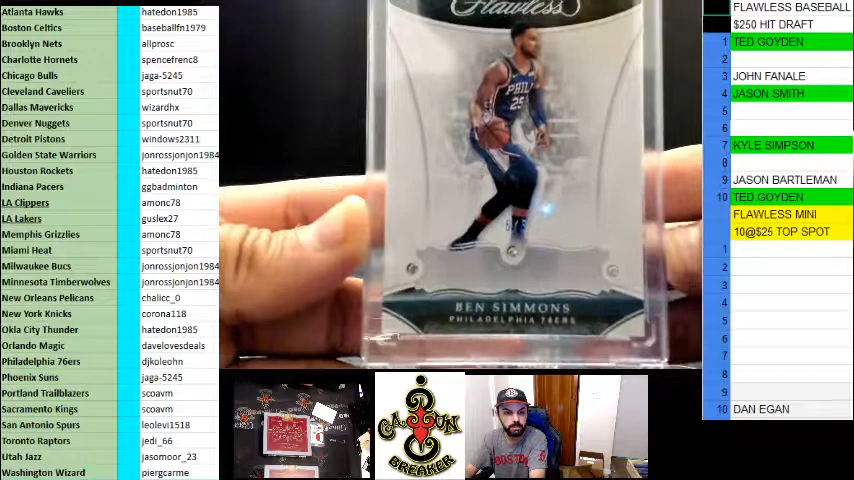 Atlanta Hawks hatedon1985
Boston Celtics baseballfn1979
Brooklyn Nets allprosc
Charlotte Hornets spencefrenc8
Chicago Bulls jaga-5245
Cleveland Cavaliers sportsnut70
Dallas Mavericks wizardhx
Denver Nuggets sportsnut70
Detroit Pistons windows2311
Golden State Warriors jonrossjonjon1984
Houston Rockets hatedon1985
Indiana Pacers ggbadminton
LA Clippers amonc78
LA Lakers guslex27
Memphis Grizzlies amonc78
Miami Heat sportsnut70
Milwaukee Bucs jonrossjonjon1984
Minnesota Timberwolves jonrossjonjon1984
New Orleans Pelicans chalicc_0
New York Knicks corona118
Okla City Thunder hatedon1985
Orlando Magic davelovesdeals
Philadelphia 76ers djkoleohn
Phoenix Suns jaga-5245
Portland Trailblazers scoavm
Sacramento Kings scoavm
San Antonio Spurs leolevi1518
Toronto Raptors jedi_66
Utah Jazz jasomoor_23
Washington Wizard piergcarme
Flawless
PHILA
25
BEN SIMMONS
PHILADELPHIA 76ERS
CAJUN
BREAKER
BOSTON
FLAWLESS BASEBALL
$250 HIT DRAFT
1 TED GOYDEN
2
3 JOHN FANALE
4 JASON SMITH
5
6
7 KYLE SIMPSON
8
9 JASON BARTLEMAN
10 TED GOYDEN
FLAWLESS MINI
10@$25 TOP SPOT
1
2
3
4
5
6
7
8
9
10 DAN EGAN